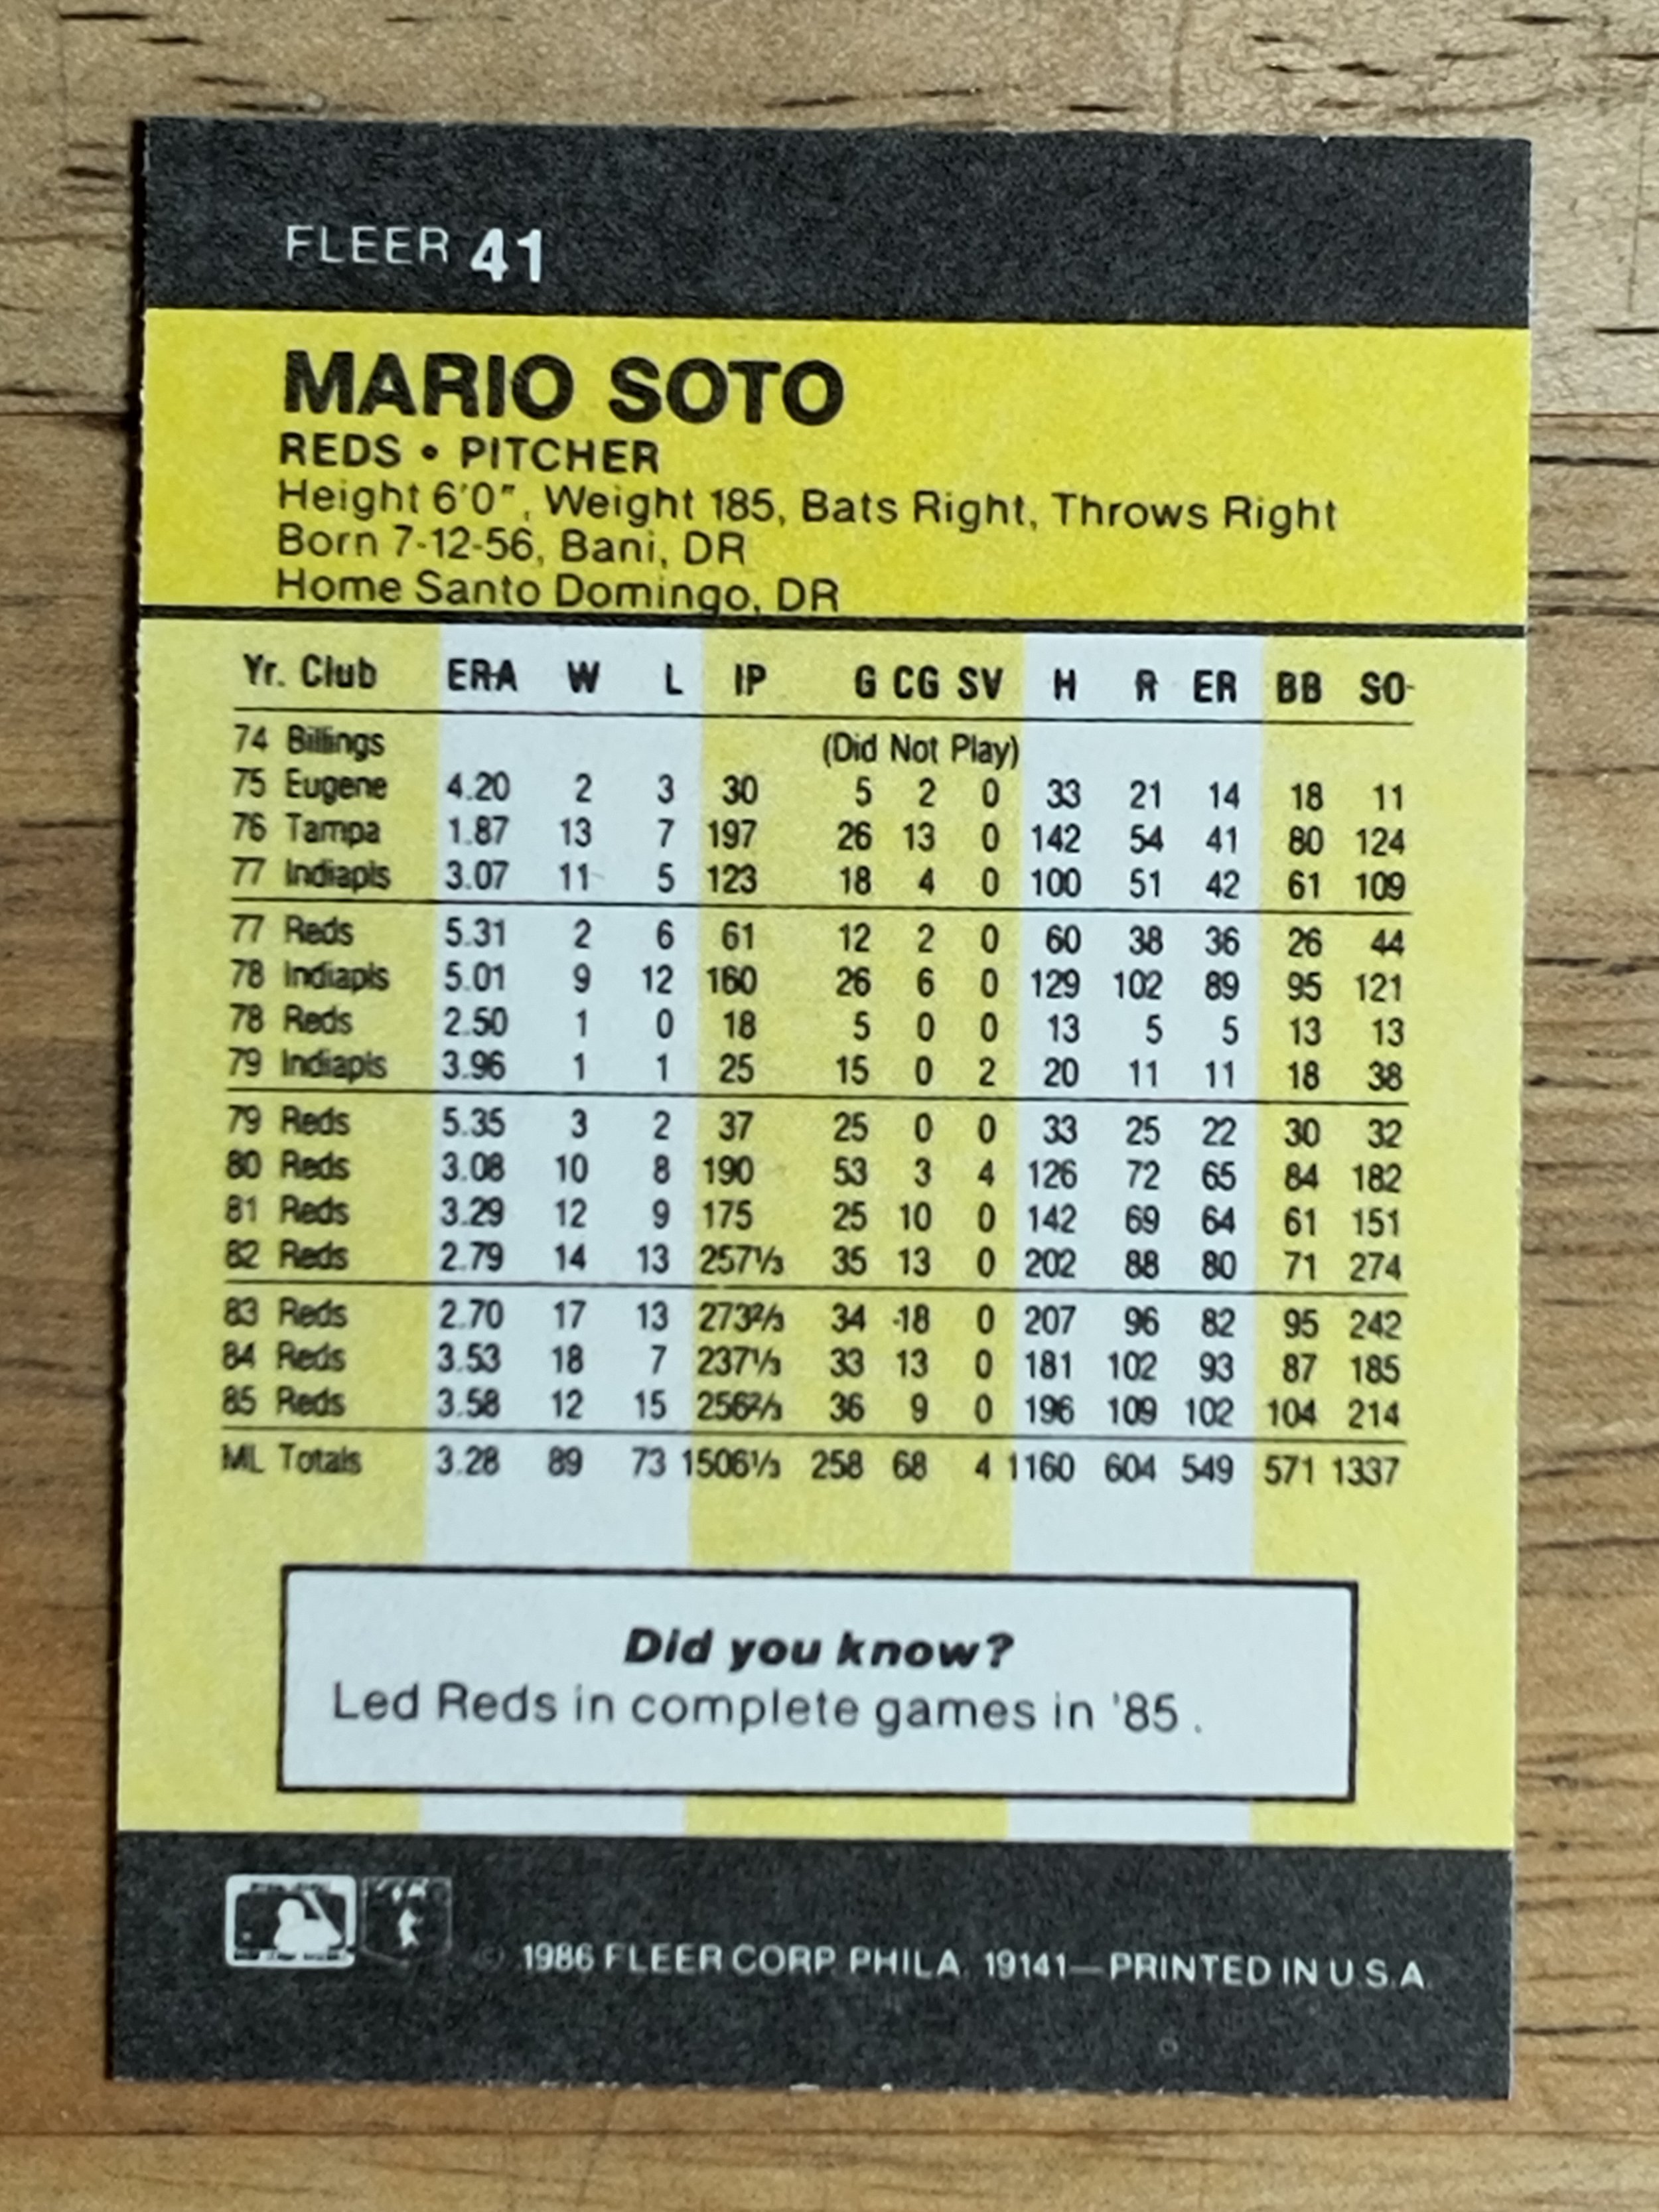 FLEER 41
MARIO SOTO
REDS • PITCHER
Height 6'0", Weight 185, Bats Right, Throws Right
Born 7-12-56, Bani, DR
Home Santo Domingo, DR
Yr. Club ERA W L IP G CG SV H R ER BB SO
74 Billings (Did Not Play)
75 Eugene 4.20 2 3 30 5 2 0 33 21 14 18 11
76 Tampa 1.87 13 7 197 26 13 0 142 54 41 80 124
77 Indiapls 3.07 11 5 123 18 4 0 100 51 42 61 109
77 Reds 5.31 2 6 61 12 2 0 60 38 36 26 44
78 Indiapls 5.01 9 12 160 26 6 0 129 102 89 95 121
78 Reds 2.50 1 0 18 5 0 0 13 5 5 13 13
79 Indiapls 3.96 1 1 25 15 0 2 20 11 11 18 38
79 Reds 5.35 3 2 37 25 0 0 33 25 22 30 32
80 Reds 3.08 10 8 190 53 3 4 126 72 65 84 182
81 Reds 3.29 12 9 175 25 10 0 142 69 64 61 151
82 Reds 2.79 14 13 257⅓ 35 13 0 202 88 80 71 274
83 Reds 2.70 17 13 273⅔ 34 18 0 207 96 82 95 242
84 Reds 3.53 18 7 237⅓ 33 13 0 181 102 93 87 185
85 Reds 3.58 12 15 256⅔ 36 9 0 196 109 102 104 214
ML Totals 3.28 89 73 1506⅓ 258 68 4 1160 604 549 571 1337
Did you know?
Led Reds in complete games in '85.
© 1986 FLEER CORP. PHILA. 19141—PRINTED IN U.S.A.